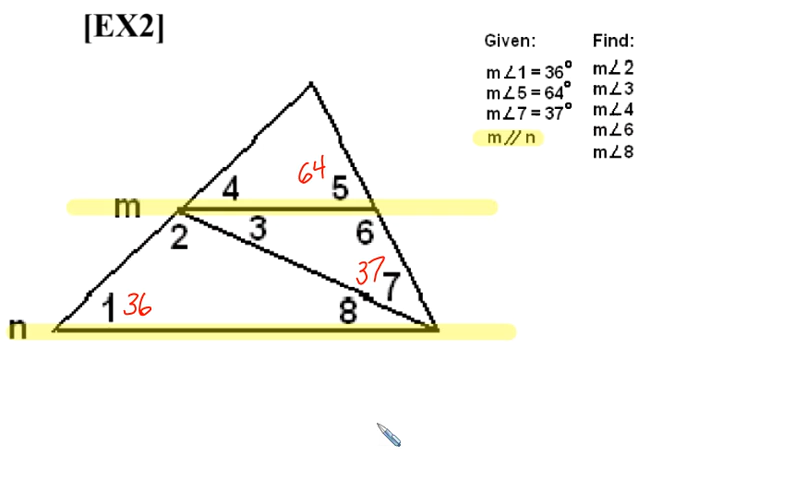 [EX2]
Given:
m∠1 = 36°
m∠5 = 64°
m∠7 = 37°
m // n
Find:
m∠2
m∠3
m∠4
m∠6
m∠8
64
4
5
m
2
3
6
37
7
1
36
8
n